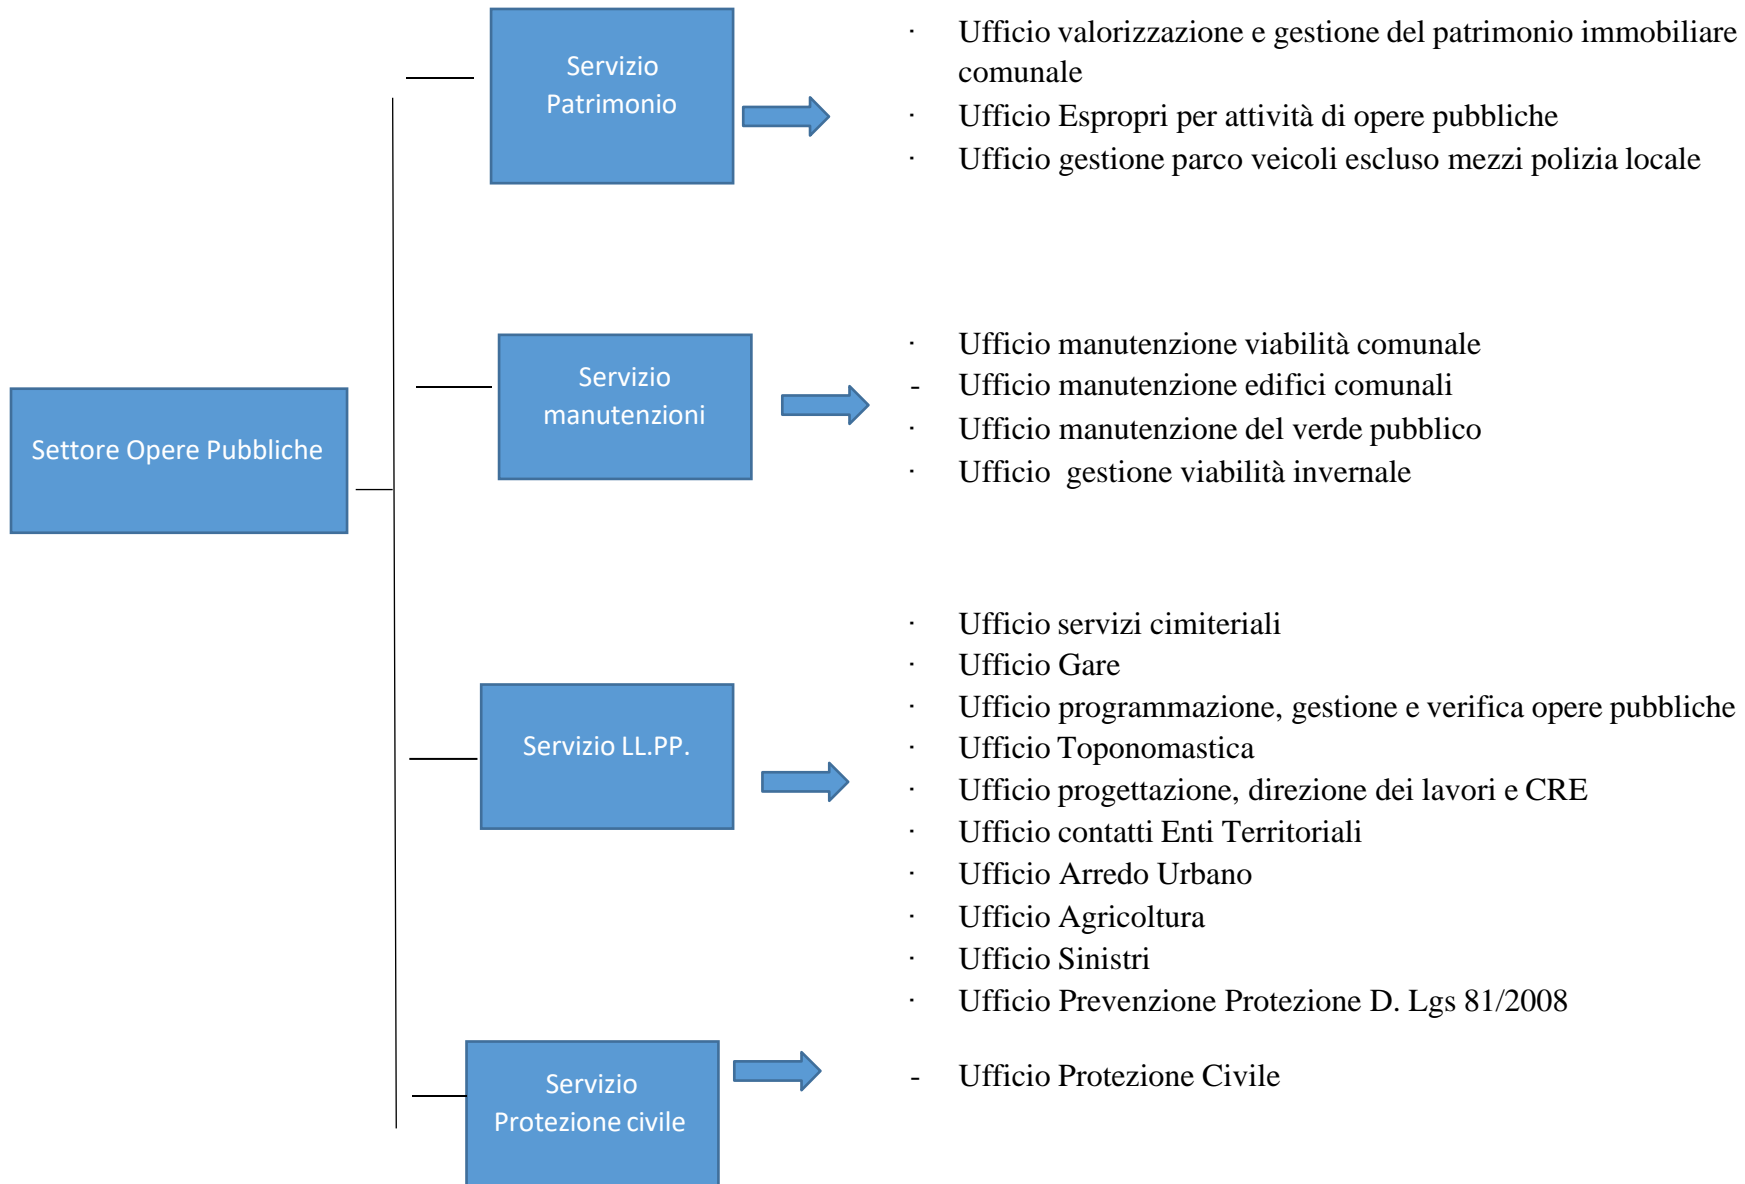 Settore Opere Pubbliche
Servizio
Patrimonio
· Ufficio valorizzazione e gestione del patrimonio immobiliare
comunale
· Ufficio Espropri per attività di opere pubbliche
· Ufficio gestione parco veicoli escluso mezzi polizia locale
Servizio
manutenzioni
· Ufficio manutenzione viabilità comunale
- Ufficio manutenzione edifici comunali
· Ufficio manutenzione del verde pubblico
· Ufficio gestione viabilità invernale
Servizio LL.PP.
· Ufficio servizi cimiteriali
· Ufficio Gare
· Ufficio programmazione, gestione e verifica opere pubbliche
· Ufficio Toponomastica
· Ufficio progettazione, direzione dei lavori e CRE
· Ufficio contatti Enti Territoriali
· Ufficio Arredo Urbano
· Ufficio Agricoltura
· Ufficio Sinistri
· Ufficio Prevenzione Protezione D. Lgs 81/2008
Servizio
Protezione civile
- Ufficio Protezione Civile